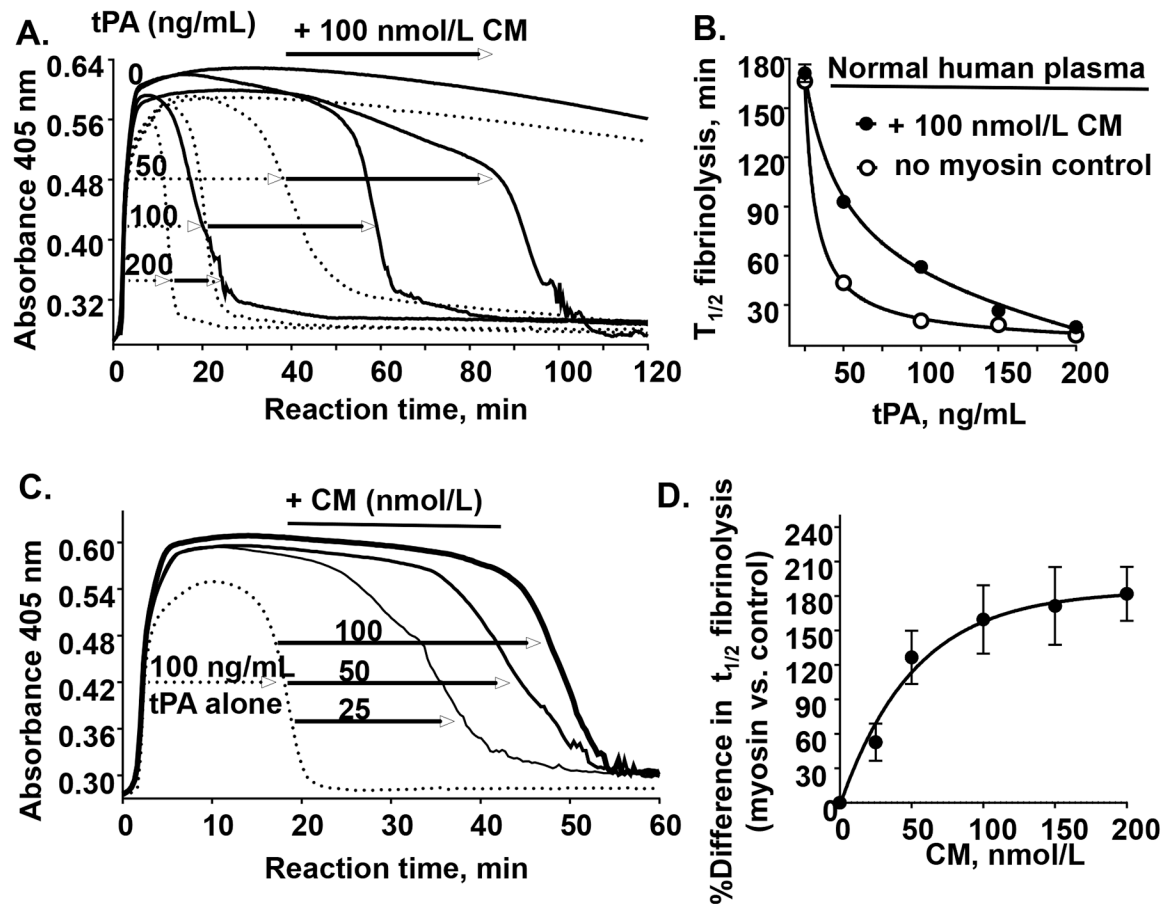 A.
tPA (ng/mL)
+ 100 nmol/L CM
Absorbance 405 nm
0.64
0.56
0.48
0.40
0.32
0
50
100
200
0 20 40 60 80 100 120
Reaction time, min
B.
T1/2 fibrinolysis, min
180
150
120
90
60
30
Normal human plasma
+ 100 nmol/L CM
no myosin control
50 100 150 200
tPA, ng/mL
C.
+ CM (nmol/L)
Absorbance 405 nm
0.60
0.54
0.48
0.42
0.36
0.30
100 ng/mL
tPA alone
100
50
25
0 10 20 30 40 50 60
Reaction time, min
D.
%Difference in t1/2 fibrinolysis
(myosin vs. control)
240
210
180
150
120
90
60
30
0
0 50 100 150 200
CM, nmol/L